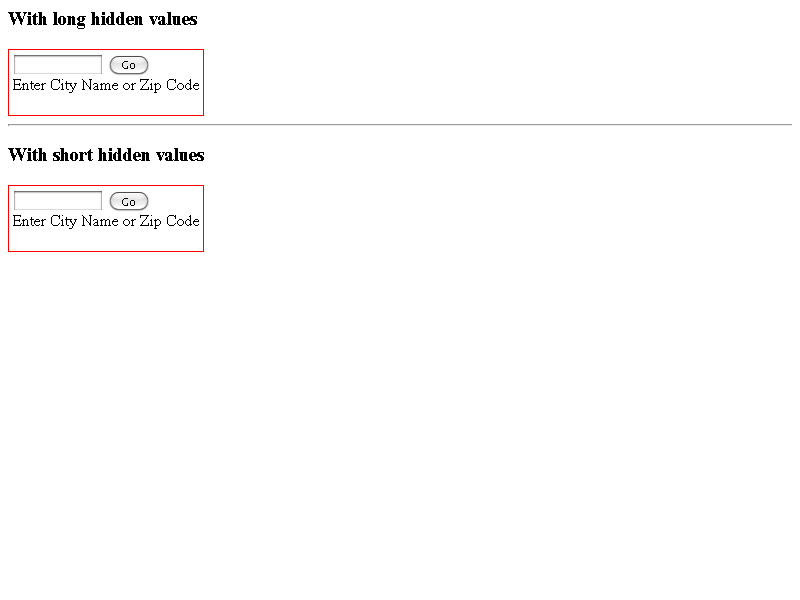 With long hidden values
Go
Enter City Name or Zip Code
With short hidden values
Go
Enter City Name or Zip Code